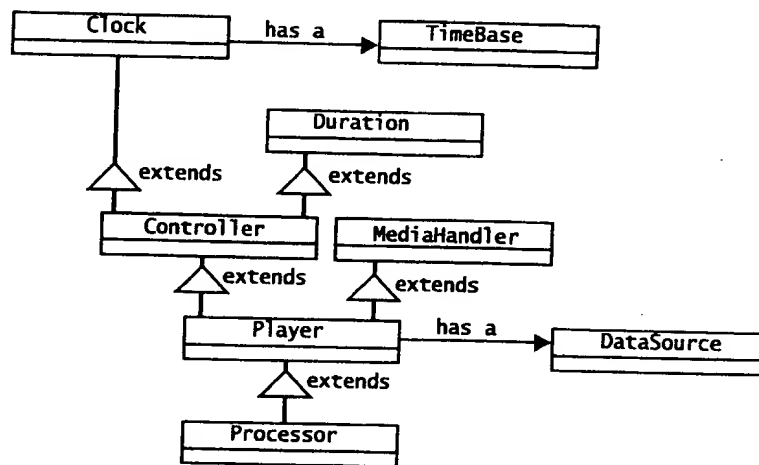 Clock
has a
TimeBase
Duration
extends
extends
Controller
MediaHandler
extends
extends
Player
has a
DataSource
extends
Processor